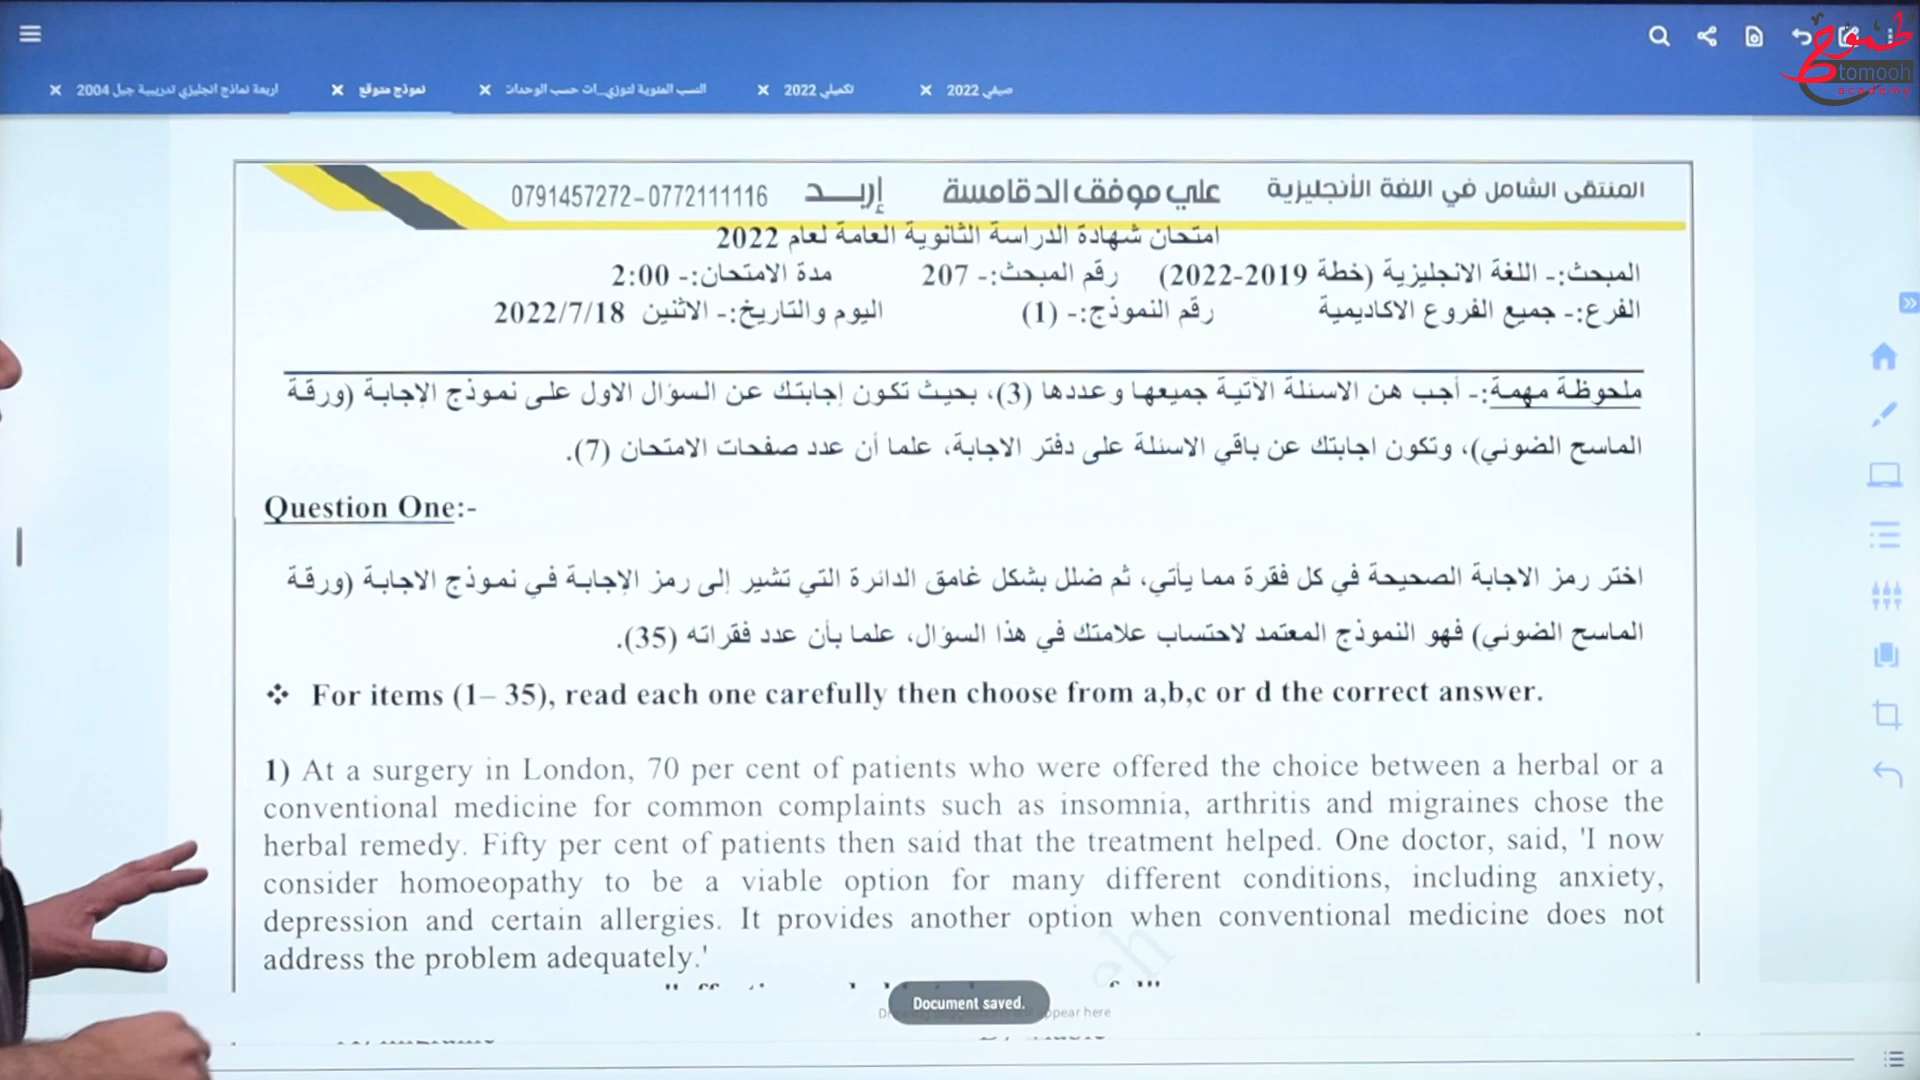 طموح
tomooh
academy
صيفي 2022
تكميلي 2022
النسب المئوية لتوزي_ات حسب الوحدات
نموذج متوقع
اربعة نماذج انجليزي تدريبية جيل 2004
المنتقى الشامل في اللغة الأنجليزية علي موفق الدقامسة إربد 0772111116-0791457272
امتحان شهادة الدراسة الثانوية العامة لعام 2022
المبحث:- اللغة الانجليزية (خطة 2019-2022) رقم المبحث:- 207 مدة الامتحان:- 2:00
الفرع:- جميع الفروع الاكاديمية رقم النموذج:- (1) اليوم والتاريخ:- الاثنين 2022/7/18
ملحوظة مهمة:- أجب هن الاسئلة الآتية جميعها وعددها (3)، بحيث تكون إجابتك عن السؤال الاول على نموذج الإجابة (ورقة
الماسح الضوئي)، وتكون اجابتك عن باقي الاسئلة على دفتر الاجابة، علما أن عدد صفحات الامتحان (7).
Question One:-
اختر رمز الاجابة الصحيحة في كل فقرة مما يأتي، ثم ضلل بشكل غامق الدائرة التي تشير إلى رمز الإجابة في نموذج الاجابة (ورقة
الماسح الضوئي) فهو النموذج المعتمد لاحتساب علامتك في هذا السؤال، علما بأن عدد فقراته (35).
❖ For items (1– 35), read each one carefully then choose from a,b,c or d the correct answer.
1) At a surgery in London, 70 per cent of patients who were offered the choice between a herbal or a
conventional medicine for common complaints such as insomnia, arthritis and migraines chose the
herbal remedy. Fifty per cent of patients then said that the treatment helped. One doctor, said, 'I now
consider homoeopathy to be a viable option for many different conditions, including anxiety,
depression and certain allergies. It provides another option when conventional medicine does not
address the problem adequately.'
Document saved.
appear here